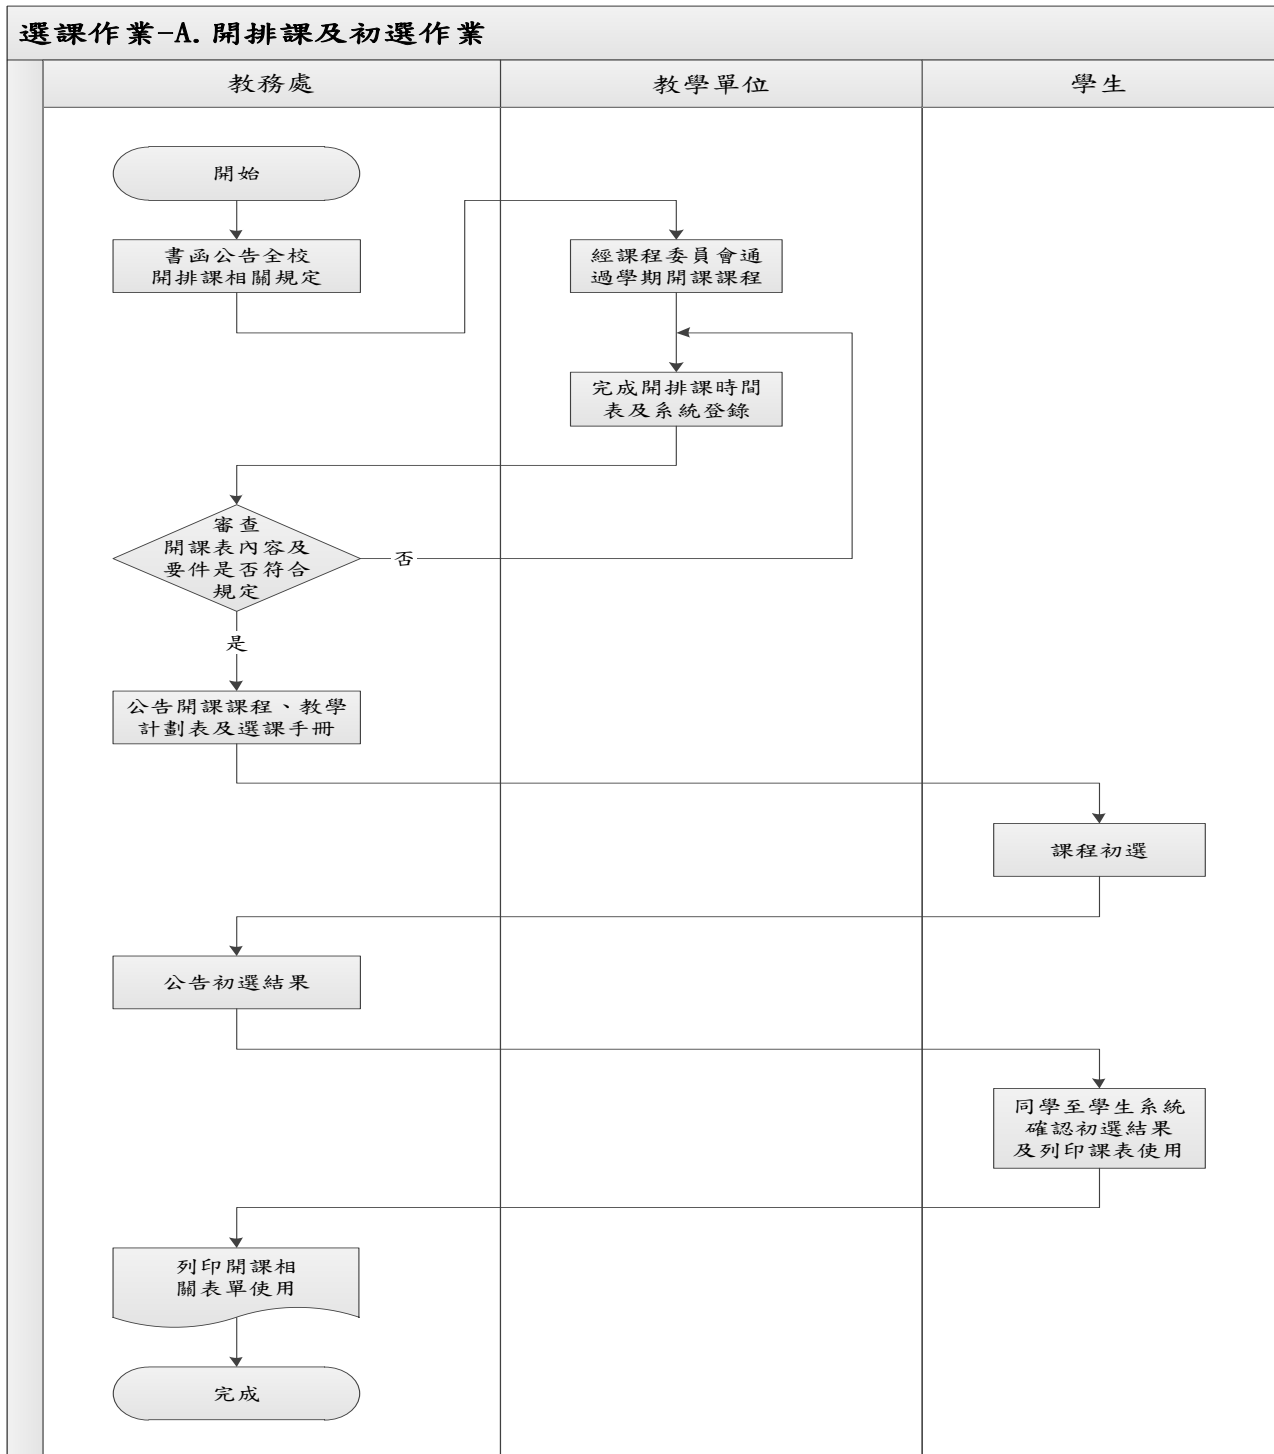 選課作業-A.開排課及初選作業
教務處
教學單位
學生
開始
書函公告全校
開排課相關規定
經課程委員會通
過學期開課課程
完成開排課時間
表及系統登錄
審查
開課表內容及
要件是否符合
規定
否
是
公告開課課程、教學
計劃表及選課手冊
課程初選
公告初選結果
同學至學生系統
確認初選結果
及列印課表使用
列印開課相
關表單使用
完成